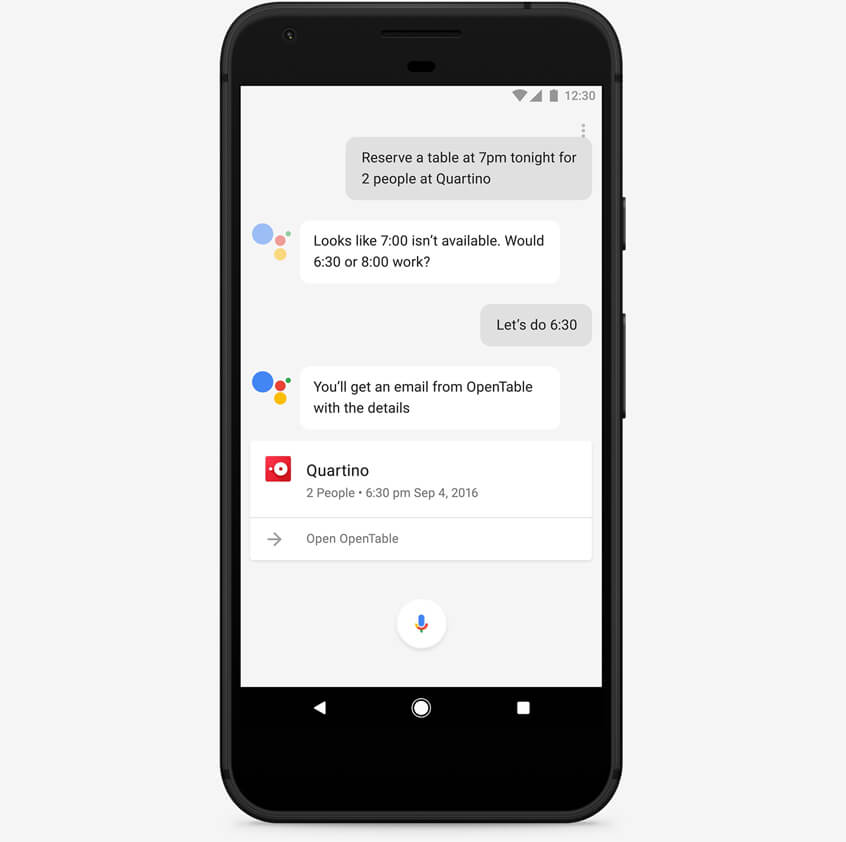 12:30
Reserve a table at 7pm tonight for
2 people at Quartino
Looks like 7:00 isn’t available. Would
6:30 or 8:00 work?
Let’s do 6:30
You’ll get an email from OpenTable
with the details
Quartino
2 People • 6:30 pm Sep 4, 2016
Open OpenTable